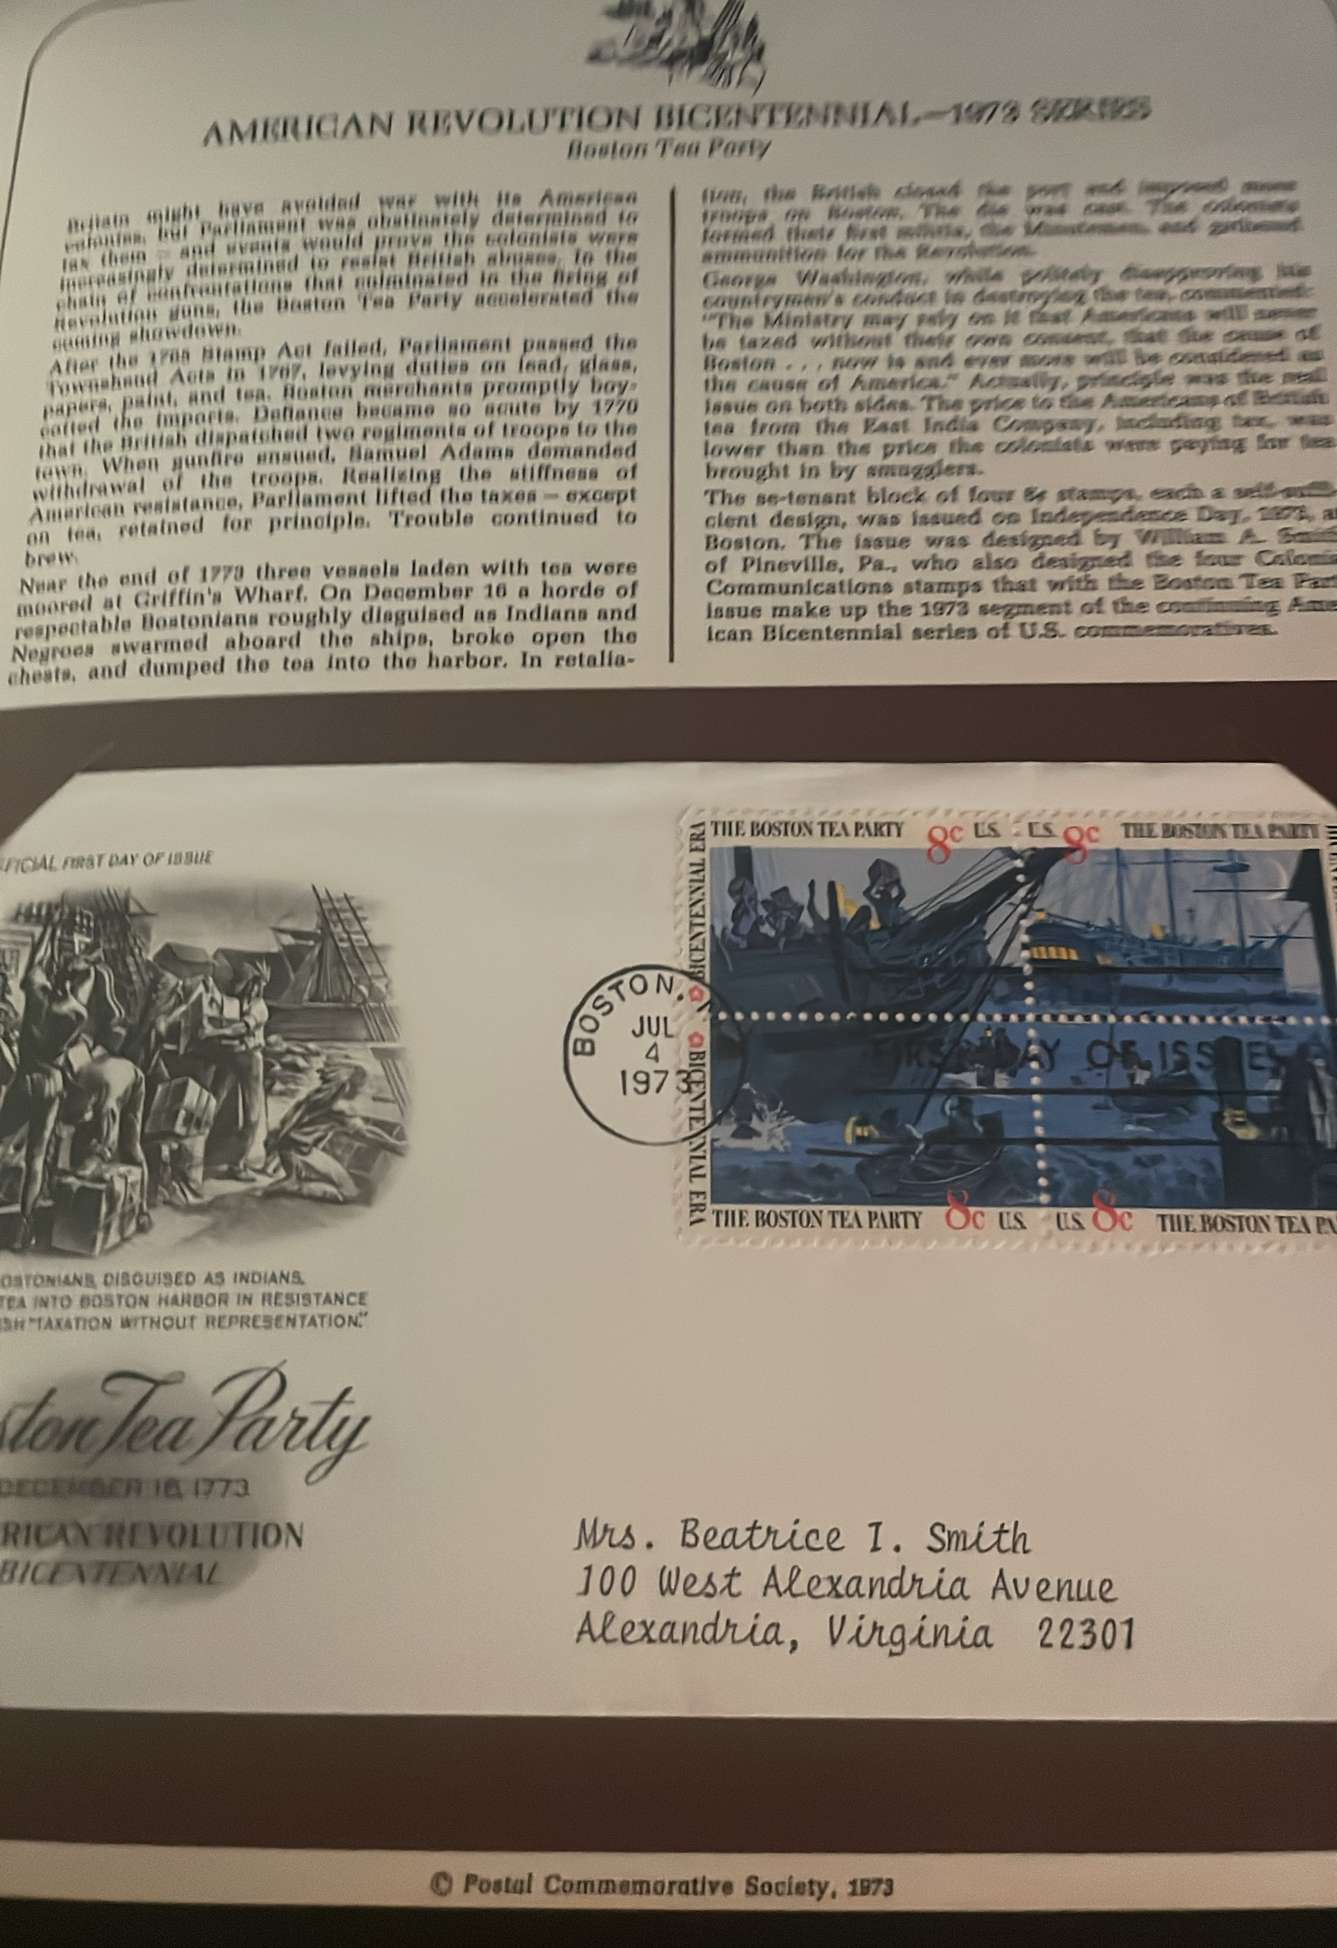 AMERICAN REVOLUTION BICENTENNIAL—1973 SERIES
Boston Tea Party
Britain might have avoided war with its American
colonies, but Parliament was obstinately determined to
tax them — and events would prove the colonists were
increasingly determined to resist British abuses. In the
chain of confrontations that culminated in the firing of
Revolution guns, the Boston Tea Party accelerated the
coming showdown.
After the 1765 Stamp Act failed, Parliament passed the
Townshend Acts in 1767, levying duties on lead, glass,
papers, paint, and tea. Boston merchants promptly boy-
cotted the imports. Defiance became so acute by 1770
that the British dispatched two regiments of troops to the
town. When gunfire ensued, Samuel Adams demanded
withdrawal of the troops. Realizing the stiffness of
American resistance, Parliament lifted the taxes — except
on tea, retained for principle. Trouble continued to
brew.
Near the end of 1773 three vessels laden with tea were
moored at Griffin's Wharf. On December 16 a horde of
respectable Bostonians roughly disguised as Indians and
Negroes swarmed aboard the ships, broke open the
chests, and dumped the tea into the harbor. In retalia-
tion, the British closed the port and imposed more
troops on Boston. The die was cast. The colonists
formed their first militia, the Minutemen, and gathered
ammunition for the Revolution.
George Washington, while politely disapproving his
countrymen's conduct in destroying the tea, commented:
"The Ministry may rely on it that Americans will never
be taxed without their own consent, that the cause of
Boston . . . now is and ever more will be considered as
the cause of America." Actually, principle was the real
issue on both sides. The price to the Americans of British
tea from the East India Company, including tax, was
lower than the price the colonists were paying for tea
brought in by smugglers.
The se-tenant block of four 8¢ stamps, each a self-suffi-
cient design, was issued on Independence Day, 1973, at
Boston. The issue was designed by William A. Smith
of Pineville, Pa., who also designed the four Colonial
Communications stamps that with the Boston Tea Party
issue make up the 1973 segment of the continuing Amer-
ican Bicentennial series of U.S. commemoratives.
FICIAL FIRST DAY OF ISSUE
THE BOSTON TEA PARTY 8c U.S.
U.S. 8c THE BOSTON TEA PARTY
BICENTENNIAL ERA
BOSTON,
JUL
4
1973
FIRST DAY OF ISSUE
BICENTENNIAL ERA
THE BOSTON TEA PARTY 8c U.S.
U.S. 8c THE BOSTON TEA PA
OSTONIANS, DISGUISED AS INDIANS,
TEA INTO BOSTON HARBOR IN RESISTANCE
ISH "TAXATION WITHOUT REPRESENTATION."
ston Tea Party
DECEMBER 16, 1773
RICAN REVOLUTION
BICENTENNIAL
Mrs. Beatrice I. Smith
100 West Alexandria Avenue
Alexandria, Virginia 22301
© Postal Commemorative Society, 1973